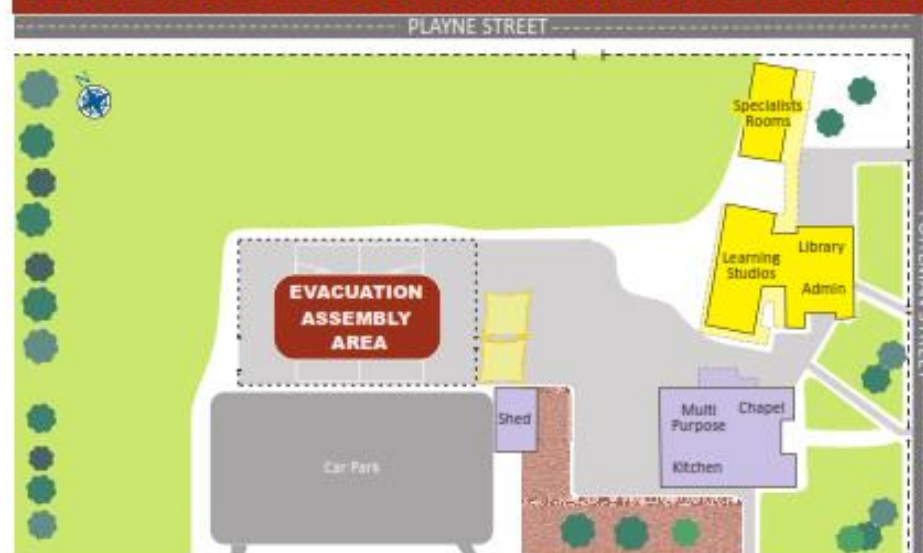 PLAYNE STREET
Specialists
Rooms
Learning
Studios
Library
Admin
EVACUATION
ASSEMBLY
AREA
Shed
Multi
Purpose
Chapel
Kitchen
Car Park